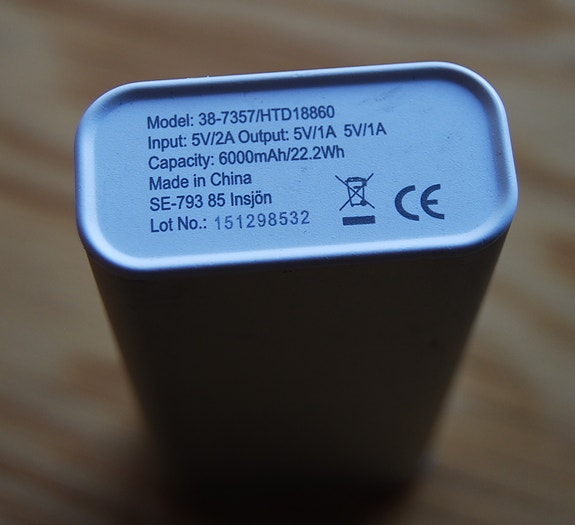 Model: 38-7357/HTD18860
Input: 5V/2A Output: 5V/1A 5V/1A
Capacity: 6000mAh/22.2Wh
Made in China
SE-793 85 Insjön
Lot No.: 151298532
CE